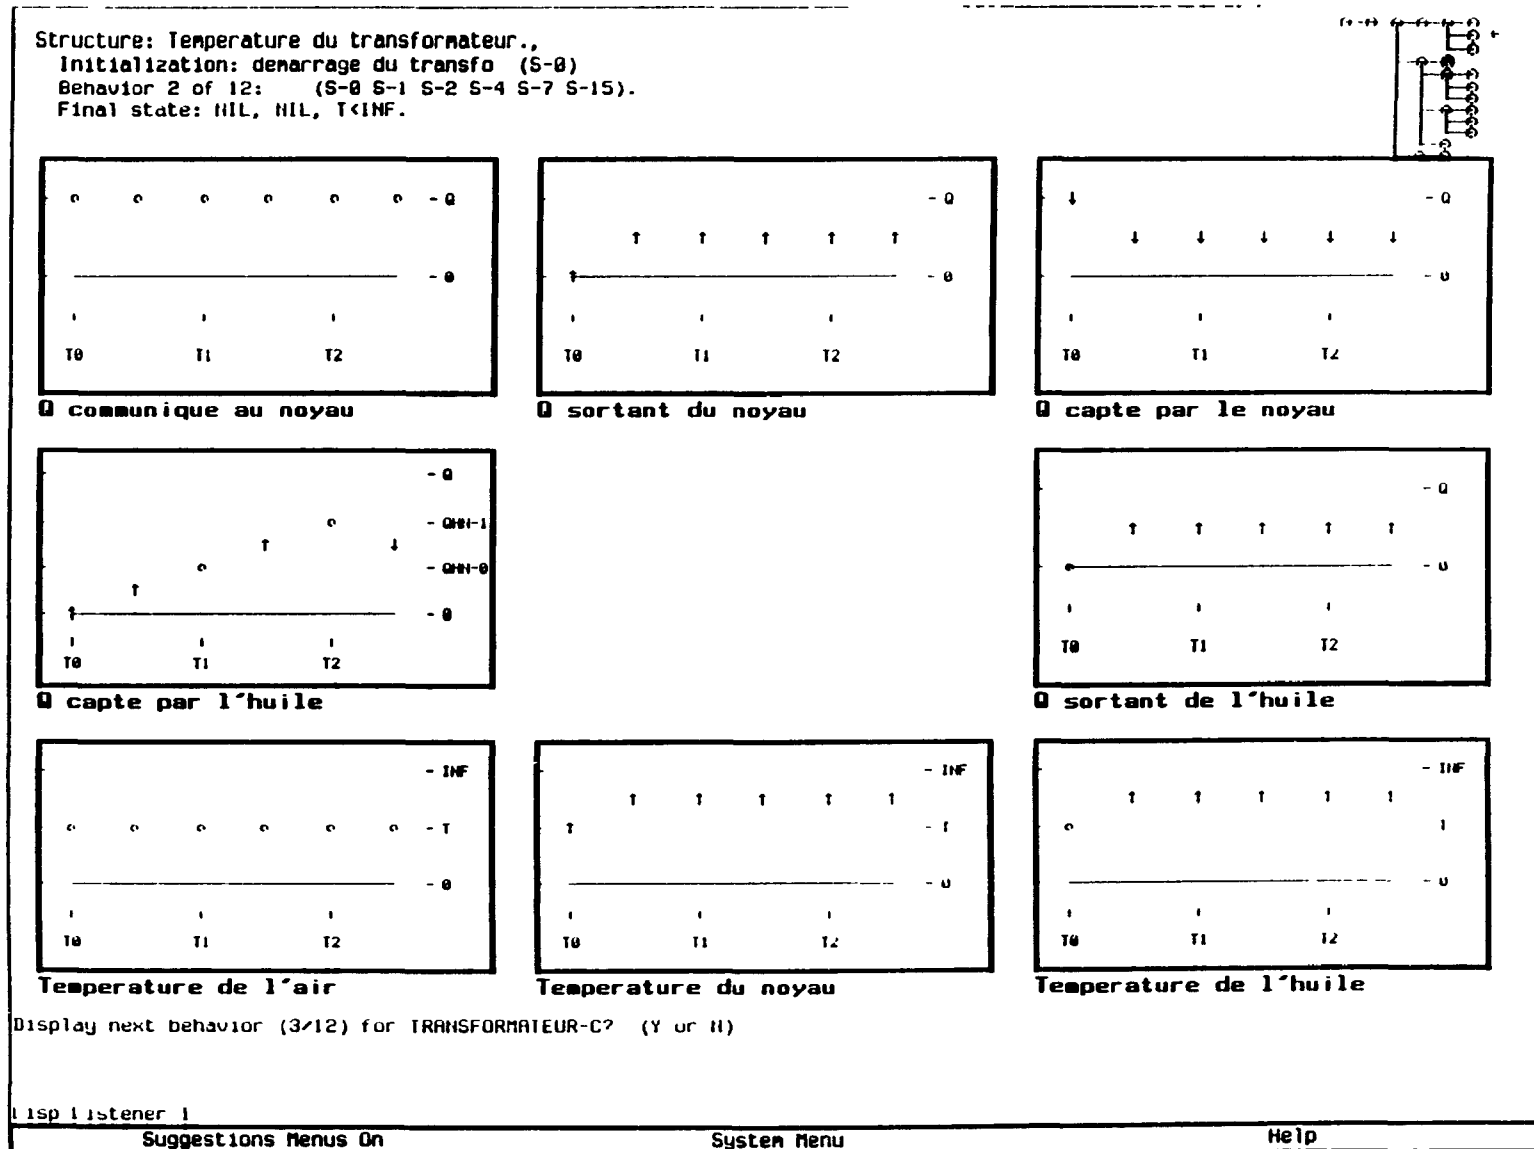 Structure: Temperature du transformateur.,
Initialization: demarrage du transfo (S-0)
Behavior 2 of 12: (S-0 S-1 S-2 S-4 S-7 S-15).
Final state: NIL, NIL, T<INF.
- Q
- 0
T0 T1 T2
Q communique au noyau
- Q
- 0
T0 T1 T2
Q sortant du noyau
- Q
- 0
T0 T1 T2
Q capte par le noyau
- Q
- QHN-1
- QHN-0
- 0
T0 T1 T2
Q capte par l'huile
- Q
- 0
T0 T1 T2
Q sortant de l'huile
- INF
- T
- 0
T0 T1 T2
Temperature de l'air
- INF
- T
- 0
T0 T1 T2
Temperature du noyau
- INF
T
- 0
T0 T1 T2
Temperature de l'huile
Display next behavior (3/12) for TRANSFORMATEUR-C? (Y or N)
Lisp Listener 1
Suggestions Menus On System Menu Help